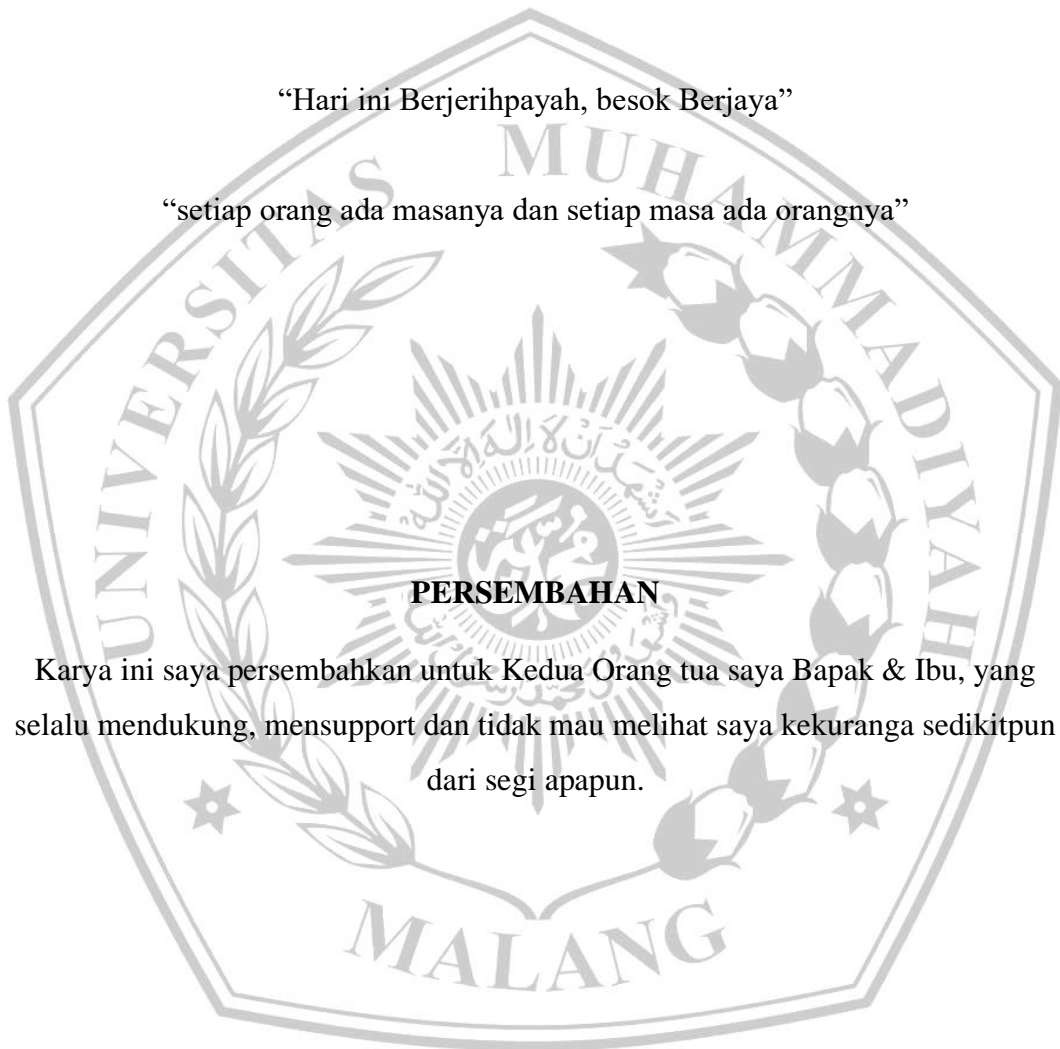 “Hari ini Berjerihpayah, besok Berjaya”
“setiap orang ada masanya dan setiap masa ada orangnya”
UNIVERSITAS MUHAMMADIYAH
PERSEMBAHAN
Karya ini saya persembahkan untuk Kedua Orang tua saya Bapak & Ibu, yang
selalu mendukung, mensupport dan tidak mau melihat saya kekuranga sedikitpun
dari segi apapun.
MALANG